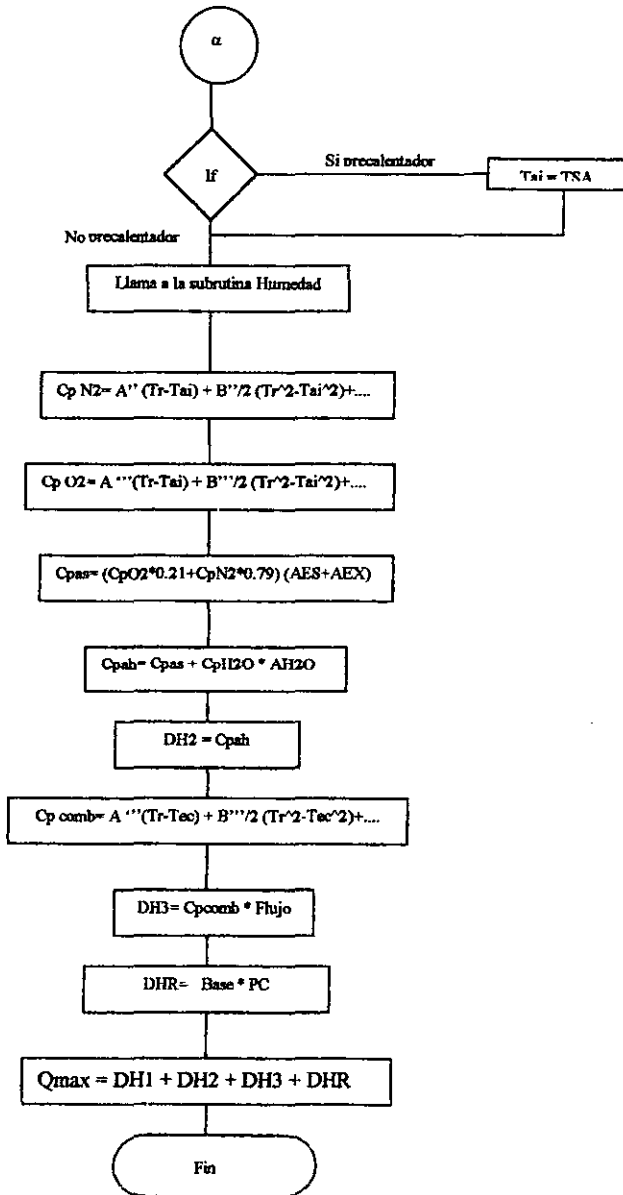 α
If
Si precalentador
Tai = TSA
No precalentador
Llama a la subrutina Humedad
Cp N2= A'' (Tr-Tai) + B''/2 (Tr^2-Tai^2)+....
Cp O2= A '''(Tr-Tai) + B'''/2 (Tr^2-Tai^2)+....
Cpas= (CpO2*0.21+CpN2*0.79) (AES+AEX)
Cpah= Cpas + CpH2O * AH2O
DH2 = Cpah
Cp comb= A '''(Tr-Tec) + B'''/2 (Tr^2-Tec^2)+....
DH3= Cpcomb * Flujo
DHR= Base * PC
Qmax = DH1 + DH2 + DH3 + DHR
Fin